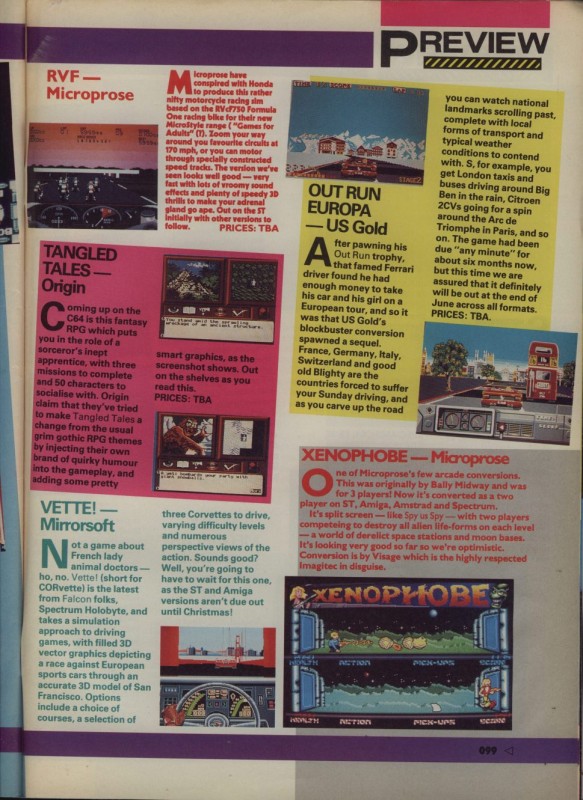 PREVIEW
RVF —
Microprose
Microprose have
conspired with Honda
to produce this rather
nifty motorcycle racing sim
based on the RVF750 Formula
One racing bike for their new
MicroStyle range ("Games for
Adults" (?). Zoom your way
around you favourite circuits at
170 mph, or you can motor
through specially constructed
speed tracks. The version we've
seen looks well good — very
fast with lots of vroomy sound
effects and plenty of speedy 3D
thrills to make your adrenal
gland go ape. Out on the ST
initially with other versions to
follow. PRICES: TBA
TANGLED
TALES —
Origin
Coming up on the
C64 is this fantasy
RPG which puts
you in the role of a
sorceror's inept
apprentice, with three
missions to complete
and 50 characters to
socialise with. Origin
claim that they've tried
to make Tangled Tales a
change from the usual
grim gothic RPG themes
by injecting their own
brand of quirky humour
into the gameplay, and
adding some pretty
You stand amid the sprawling
wreckage of an ancient structure.
smart graphics, as the
screenshot shows. Out
on the shelves as you
read this.
PRICES: TBA
VETTE! —
Mirrorsoft
Not a game about
French lady
animal doctors —
ho, no. Vette! (short for
CORvette) is the latest
from Falcon folks,
Spectrum Holobyte, and
takes a simulation
approach to driving
games, with filled 3D
vector graphics depicting
a race against European
sports cars through an
accurate 3D model of San
Francisco. Options
include a choice of
courses, a selection of
three Corvettes to drive,
varying difficulty levels
and numerous
perspective views of the
action. Sounds good?
Well, you're going to
have to wait for this one,
as the ST and Amiga
versions aren't due out
until Christmas!
STAGE
OUT RUN
EUROPA
— US Gold
After pawning his
Out Run trophy,
that famed Ferrari
driver found he had
enough money to take
his car and his girl on a
European tour, and so it
was that US Gold's
blockbuster conversion
spawned a sequel.
France, Germany, Italy,
Switzerland and good
old Blighty are the
countries forced to suffer
your Sunday driving, and
as you carve up the road
you can watch national
landmarks scrolling past,
complete with local
forms of transport and
typical weather
conditions to contend
with. S, for example, you
get London taxis and
buses driving around Big
Ben in the rain, Citroen
2CVs going for a spin
around the Arc de
Triomphe in Paris, and so
on. The game had been
due "any minute" for
about six months now,
but this time we are
assured that it definitely
will be out at the end of
June across all formats.
PRICES: TBA.
XENOPHOBE — Microprose
One of Microprose's few arcade conversions.
This was originally by Bally Midway and was
for 3 players! Now it's converted as a two
player on ST, Amiga, Amstrad and Spectrum.
It's split screen — like Spy us Spy — with two players
competeing to destroy all alien life-forms on each level
— a world of derelict space stations and moon bases.
It's looking very good so far so we're optimistic.
Conversion is by Visage which is the highly respected
Imagitec in disguise.
XENOPHOBE
HEALTH ACTION PICK-UPS
HEALTH ACTION PICK-UPS
099